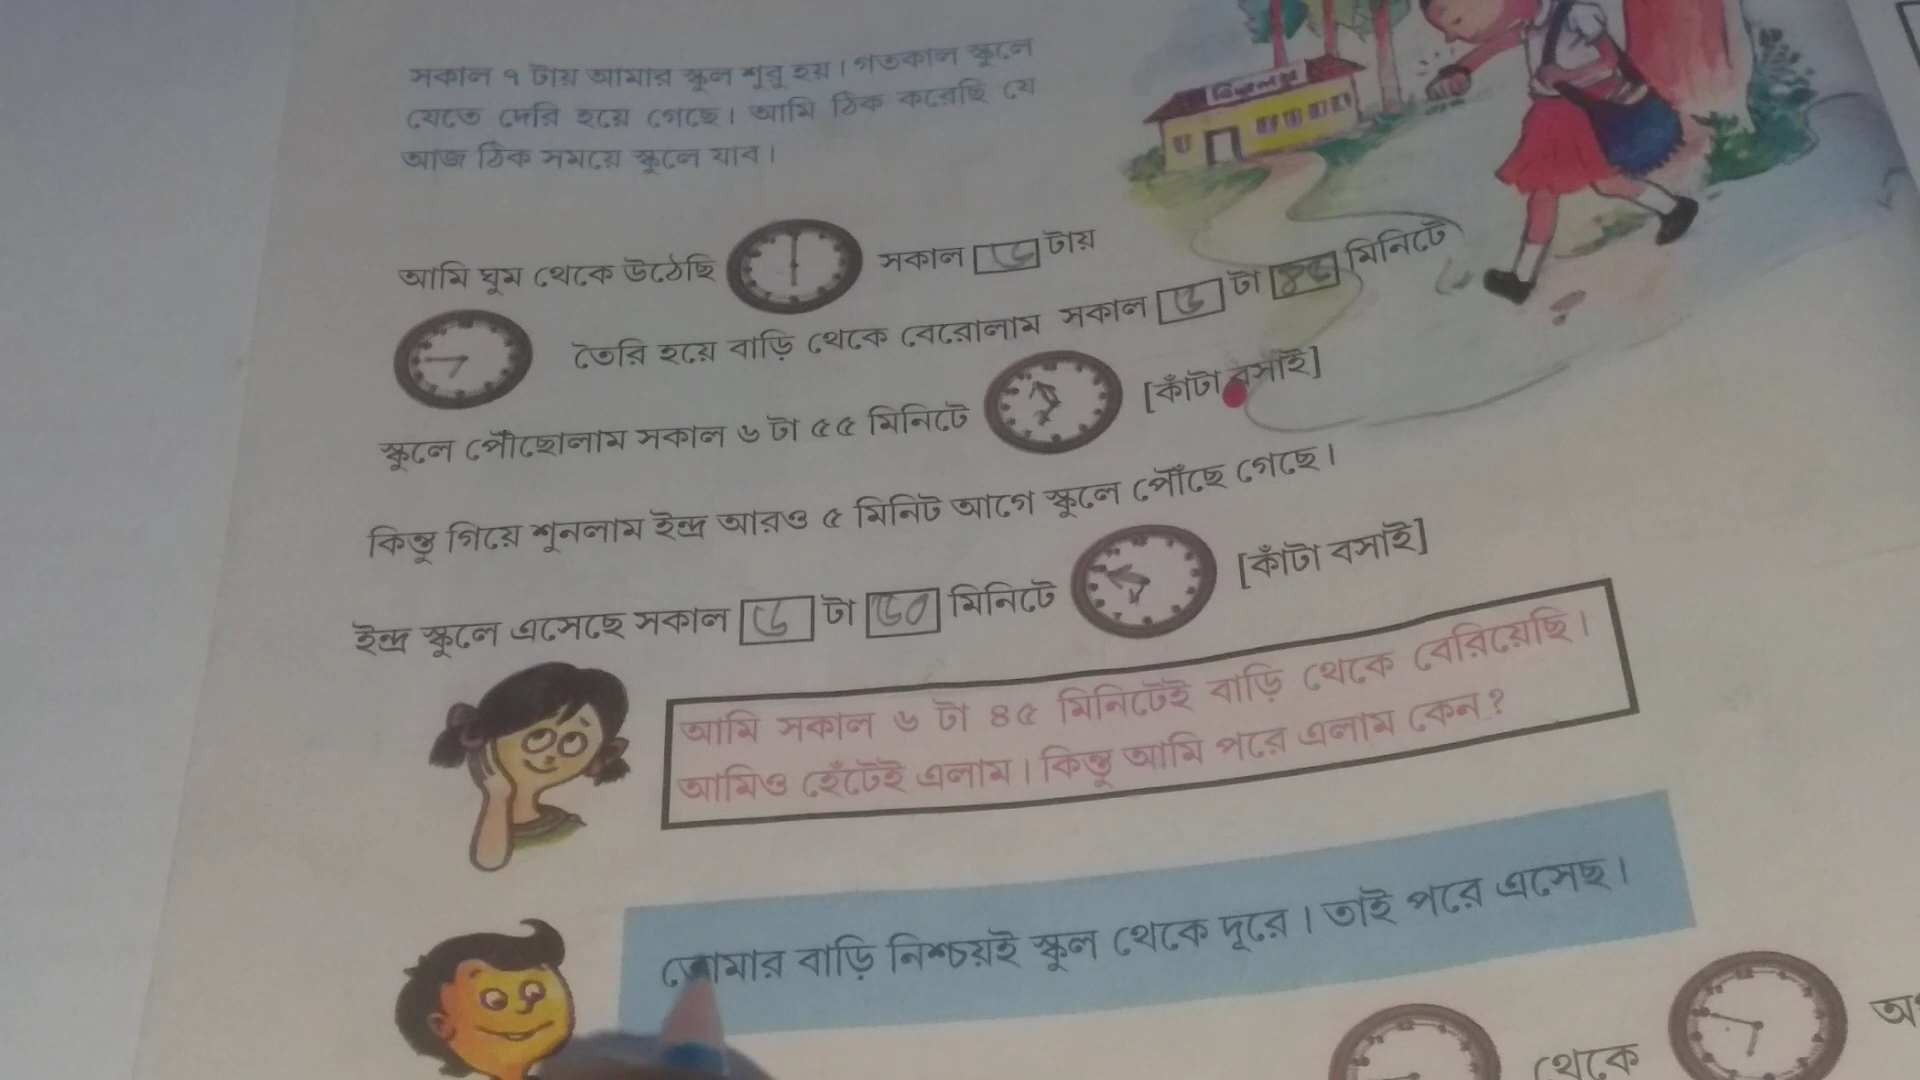 সকাল ৭ টায় আমার স্কুল শুরু হয়। গতকাল স্কুলে
যেতে দেরি হয়ে গেছে। আমি ঠিক করেছি যে
আজ ঠিক সময়ে স্কুলে যাব।
আমি ঘুম থেকে উঠেছি সকাল ৬ টায়
তৈরি হয়ে বাড়ি থেকে বেরোলাম সকাল ৬ টা ৪৫ মিনিটে
স্কুলে পৌঁছোলাম সকাল ৬ টা ৫৫ মিনিটে [কাঁটা বসাই]
কিন্তু গিয়ে শুনলাম ইন্দ্র আরও ৫ মিনিট আগে স্কুলে পৌঁছে গেছে।
ইন্দ্র স্কুলে এসেছে সকাল ৬ টা ৫০ মিনিটে [কাঁটা বসাই]
আমি সকাল ৬ টা ৪৫ মিনিটেই বাড়ি থেকে বেরিয়েছি।
আমিও হেঁটেই এলাম। কিন্তু আমি পরে এলাম কেন?
তোমার বাড়ি নিশ্চয়ই স্কুল থেকে দূরে। তাই পরে এসেছ।
থেকে